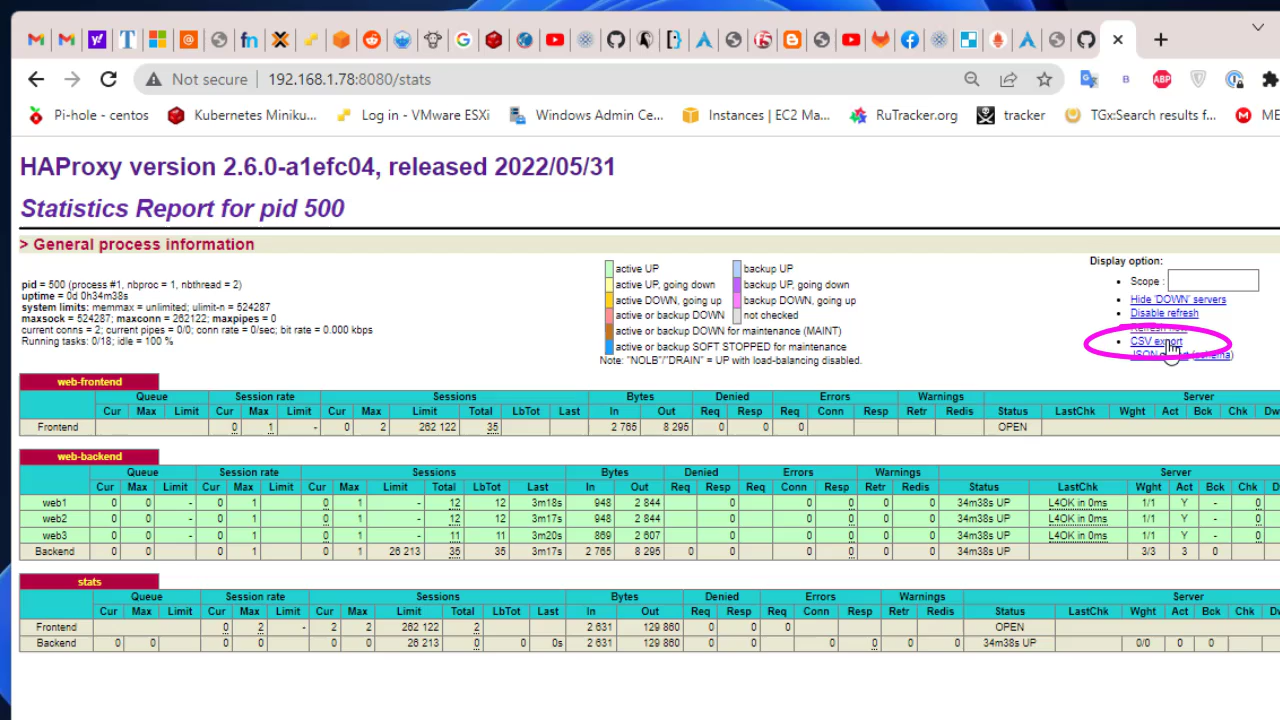 Not secure 192.168.1.78:8080/stats
Pi-hole - centos Kubernetes Miniku... Log in - VMware ESXi Windows Admin Ce... Instances | EC2 Ma... RuTracker.org tracker TGx:Search results f... ME
HAProxy version 2.6.0-a1efc04, released 2022/05/31
Statistics Report for pid 500
> General process information
pid = 500 (process #1, nbproc = 1, nbthread = 2)
uptime = 0d 0h34m38s
system limits: memmax = unlimited; ulimit-n = 524287
maxsock = 524287; maxconn = 262122; maxpipes = 0
current conns = 2; current pipes = 0/0; conn rate = 0/sec; bit rate = 0.000 kbps
Running tasks: 0/18; idle = 100 %
active UP backup UP
active UP, going down backup UP, going down
active DOWN, going up backup DOWN, going up
active or backup DOWN not checked
active or backup DOWN for maintenance (MAINT)
active or backup SOFT STOPPED for maintenance
Note: "NOLB"/"DRAIN" = UP with load-balancing disabled.
Display option:
Scope :
Hide 'DOWN' servers
Disable refresh
CSV export
web-frontend
Queue Session rate Sessions Bytes Denied Errors Warnings Server
Cur Max Limit Cur Max Limit Cur Max Limit Total LbTot Last In Out Req Resp Req Conn Resp Retr Redis Status LastChk Wght Act Bck Chk Dw
Frontend 0 1 - 0 2 262 122 35 2 765 8 295 0 0 0 OPEN
web-backend
Queue Session rate Sessions Bytes Denied Errors Warnings Server
Cur Max Limit Cur Max Limit Cur Max Limit Total LbTot Last In Out Req Resp Req Conn Resp Retr Redis Status LastChk Wght Act Bck Chk D
web1 0 0 - 0 1 0 1 - 12 12 3m18s 948 2 844 0 0 0 0 0 34m38s UP L4OK in 0ms 1/1 Y - 0
web2 0 0 - 0 1 0 1 - 12 12 3m17s 948 2 844 0 0 0 0 0 34m38s UP L4OK in 0ms 1/1 Y - 0
web3 0 0 - 0 1 0 1 - 11 11 3m20s 869 2 607 0 0 0 0 0 34m38s UP L4OK in 0ms 1/1 Y - 0
Backend 0 0 0 1 0 1 26 213 35 35 3m17s 2 765 8 295 0 0 0 0 0 0 34m38s UP 3/3 3 0
stats
Queue Session rate Sessions Bytes Denied Errors Warnings Server
Cur Max Limit Cur Max Limit Cur Max Limit Total LbTot Last In Out Req Resp Req Conn Resp Retr Redis Status LastChk Wght Act Bck Chk D
Frontend 0 2 - 2 2 262 122 2 2 631 129 860 0 0 0 OPEN
Backend 0 0 0 0 0 0 26 213 0 0 0s 2 631 129 860 0 0 0 0 0 0 34m38s UP 0/0 0 0